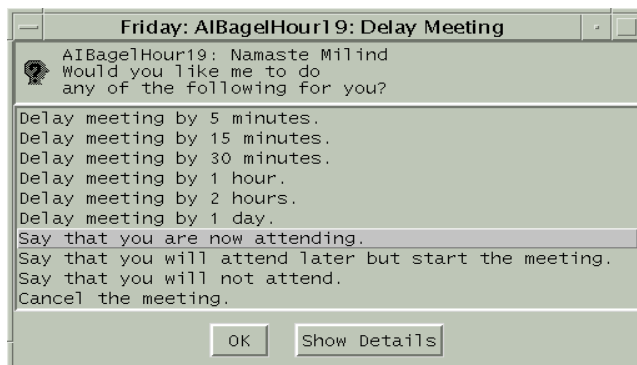 Friday: AIBagelHour19: Delay Meeting
AIBagelHour19: Namaste Milind
Would you like me to do
any of the following for you?
Delay meeting by 5 minutes.
Delay meeting by 15 minutes.
Delay meeting by 30 minutes.
Delay meeting by 1 hour.
Delay meeting by 2 hours.
Delay meeting by 1 day.
Say that you are now attending.
Say that you will attend later but start the meeting.
Say that you will not attend.
Cancel the meeting.
OK Show Details